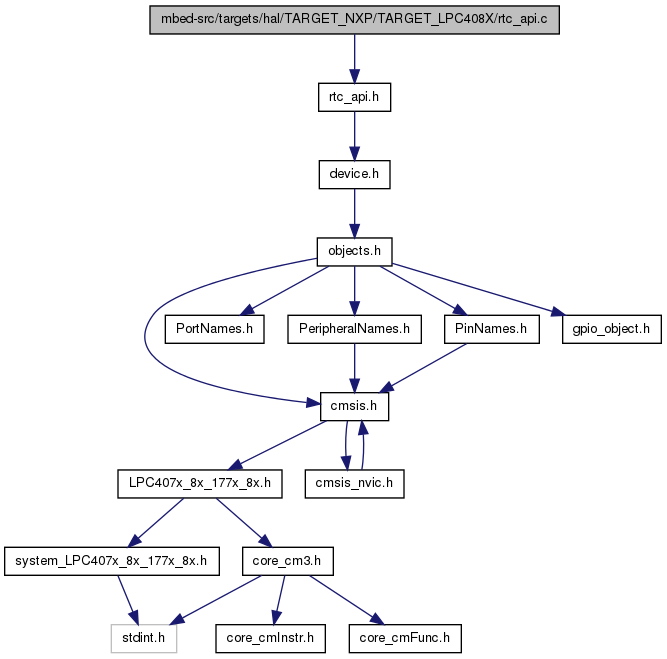 mbed-src/targets/hal/TARGET_NXP/TARGET_LPC408X/rtc_api.c
rtc_api.h
device.h
objects.h
PortNames.h
PeripheralNames.h
PinNames.h
gpio_object.h
cmsis.h
LPC407x_8x_177x_8x.h
cmsis_nvic.h
system_LPC407x_8x_177x_8x.h
core_cm3.h
stdint.h
core_cmInstr.h
core_cmFunc.h